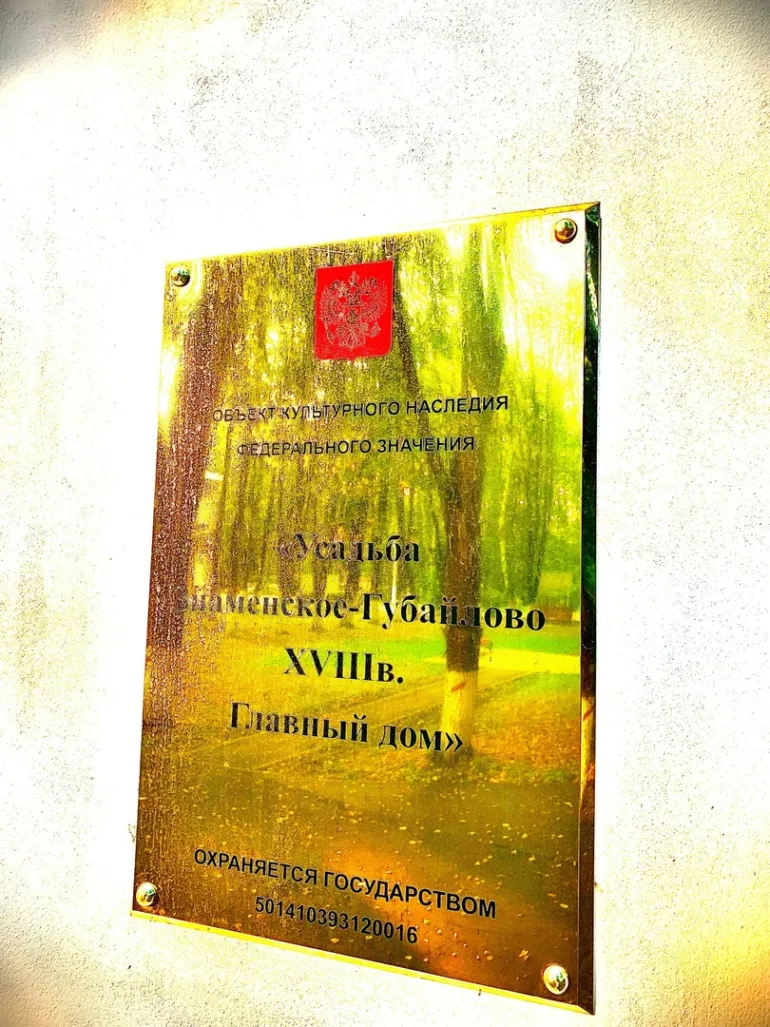 ОБЪЕКТ КУЛЬТУРНОГО НАСЛЕДИЯ
ФЕДЕРАЛЬНОГО ЗНАЧЕНИЯ
«Усадьба
Знаменское-Губайлово
XVIIIв.
Главный дом»
ОХРАНЯЕТСЯ ГОСУДАРСТВОМ
501410393120016